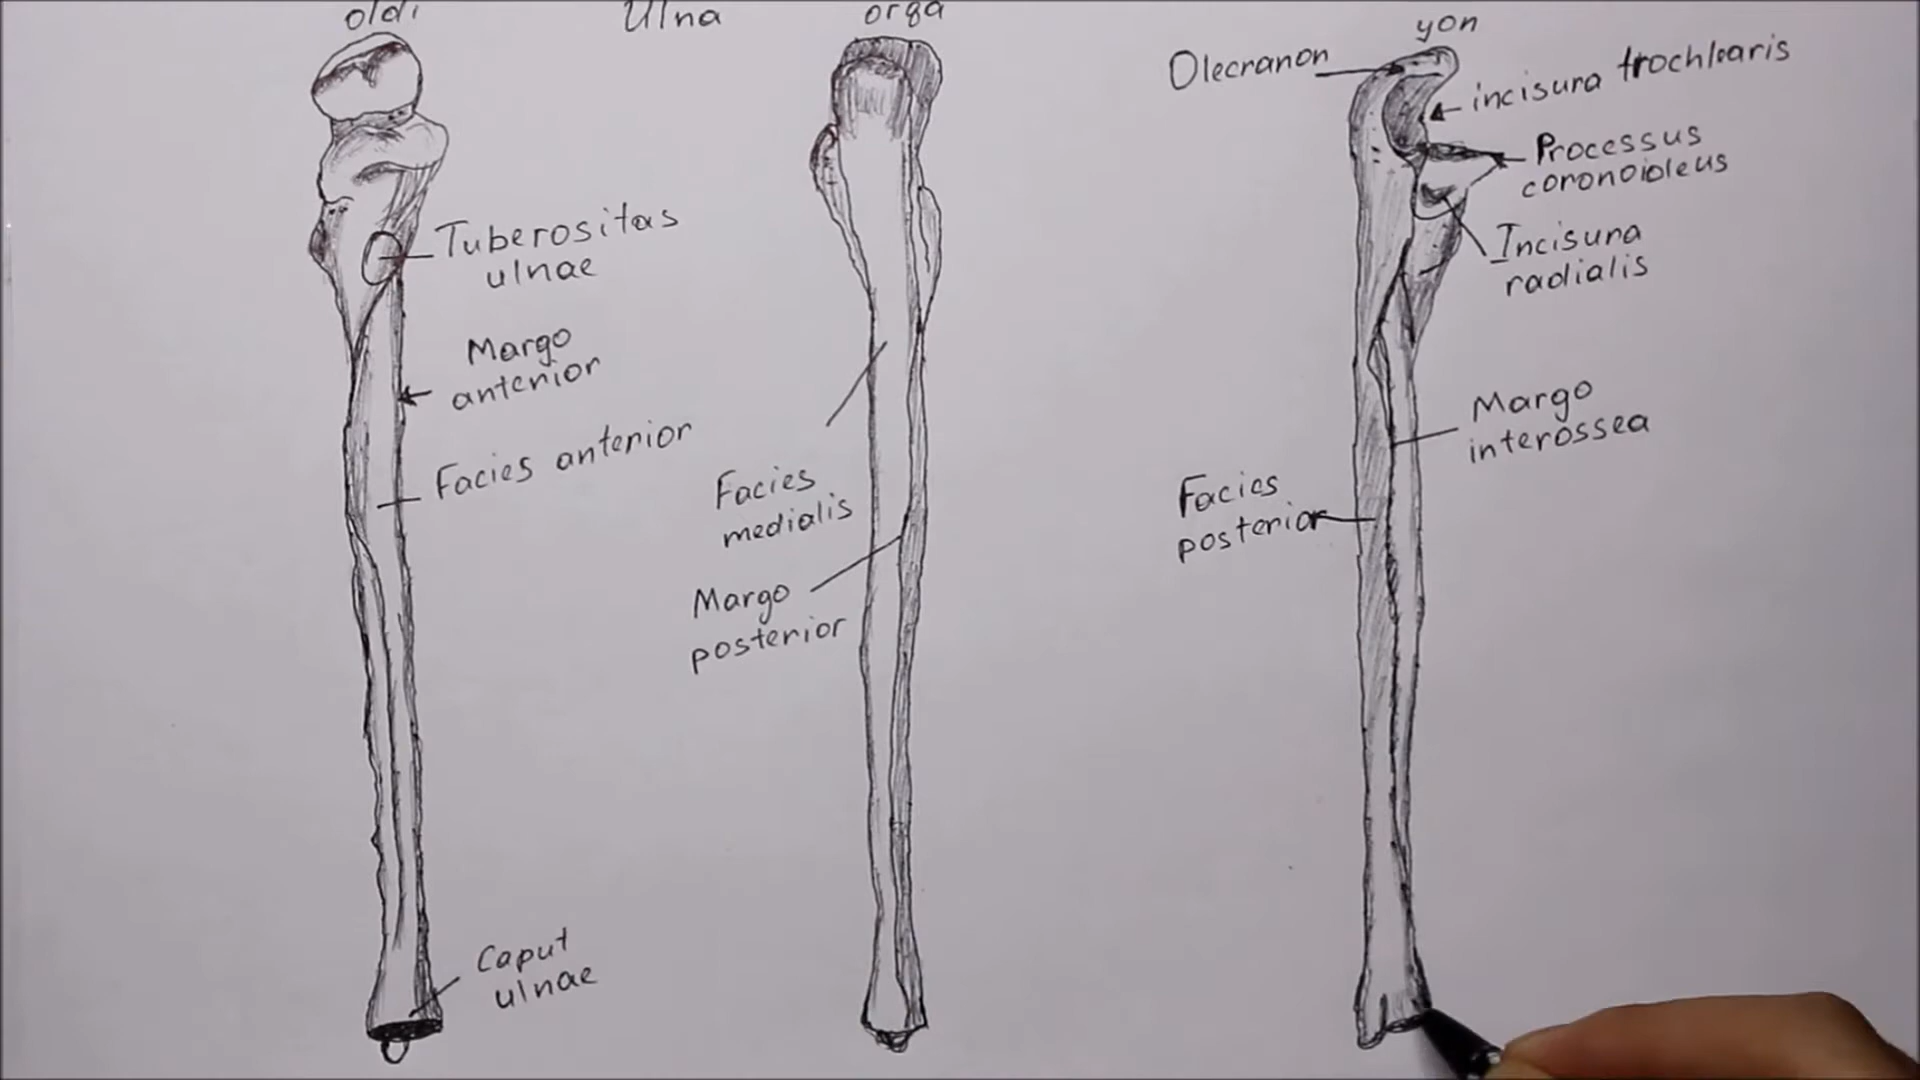 oldi
Ulna
orqa
yon
Olecranon
incisura trochlearis
Processus
coronoideus
Incisura
radialis
Tuberositas
ulnae
Margo
anterior
Facies anterior
Facies
medialis
Margo
posterior
Margo
interossea
Facies
posterior
Caput
ulnae